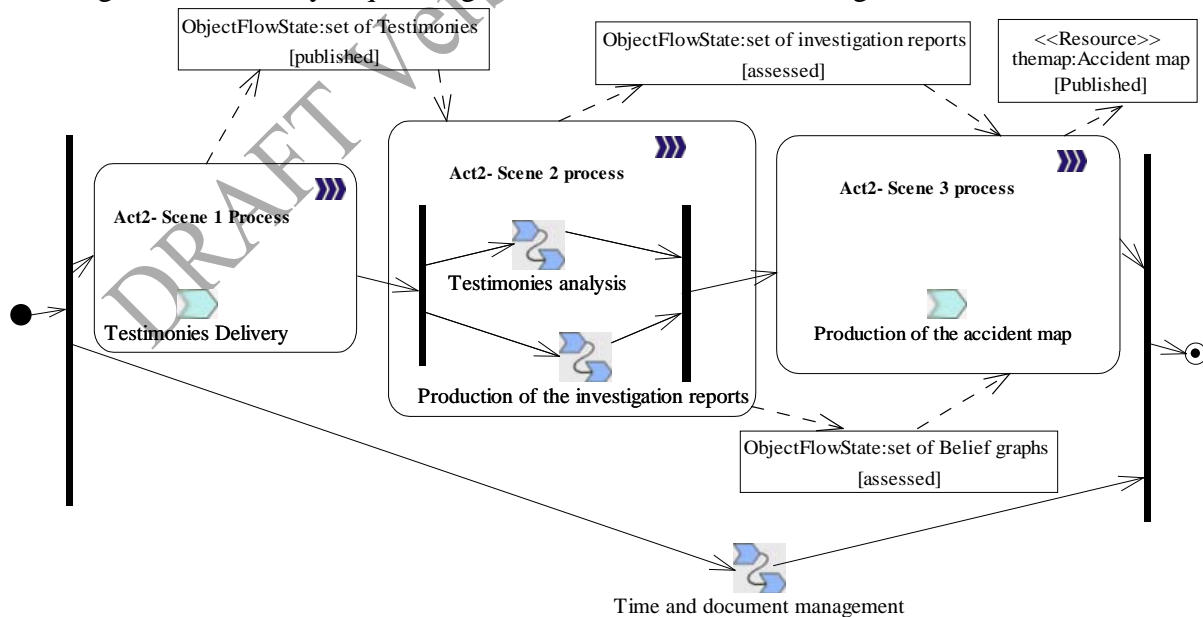 ObjectFlowState:set of Testimonies
[published]
ObjectFlowState:set of investigation reports
[assessed]
<<Resource>>
themap:Accident map
[Published]
Act2- Scene 1 Process
Testimonies Delivery
Act2- Scene 2 process
Testimonies analysis
Production of the investigation reports
Act2- Scene 3 process
Production of the accident map
ObjectFlowState:set of Belief graphs
[assessed]
Time and document management
DRAFT